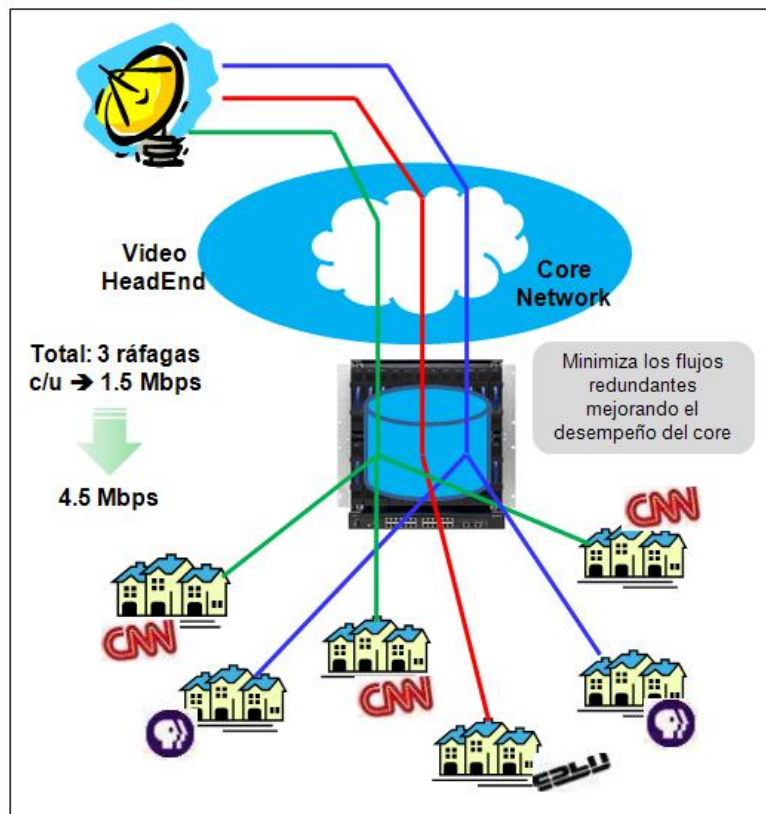 Video
HeadEnd
Core
Network
Total: 3 ráfagas
c/u ➔ 1.5 Mbps
4.5 Mbps
Minimiza los flujos
redundantes
mejorando el
desempeño del core
CNN
CNN
CNN